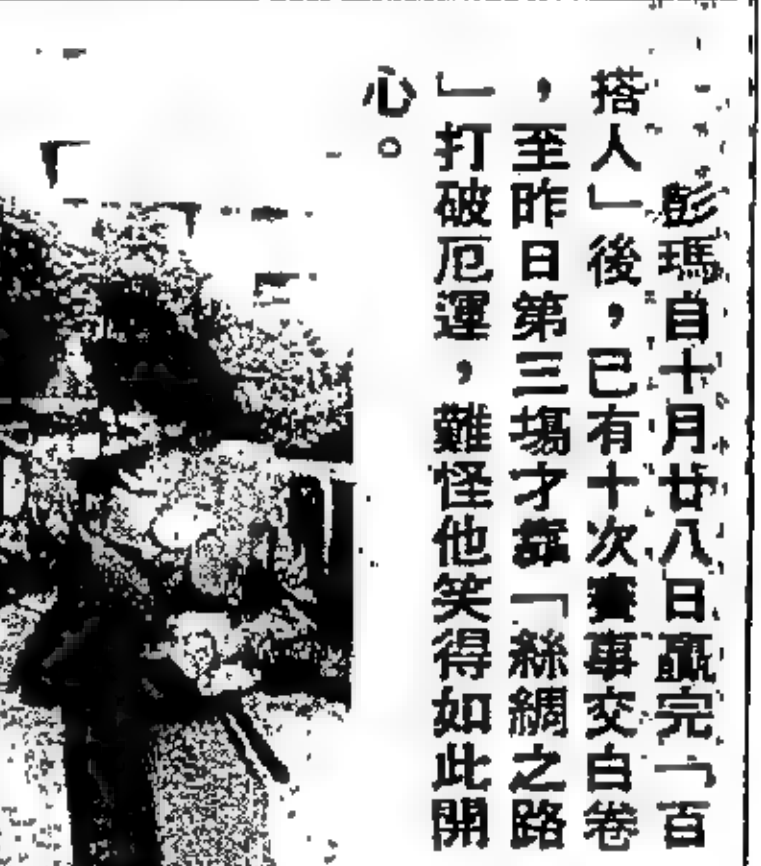 彭瑪自十月廿八日贏完「百
搭人」後，已有十次賽事交白卷
，至昨日第三場才靠「絲綢之路
」打破厄運，難怪他笑得如此開
心。